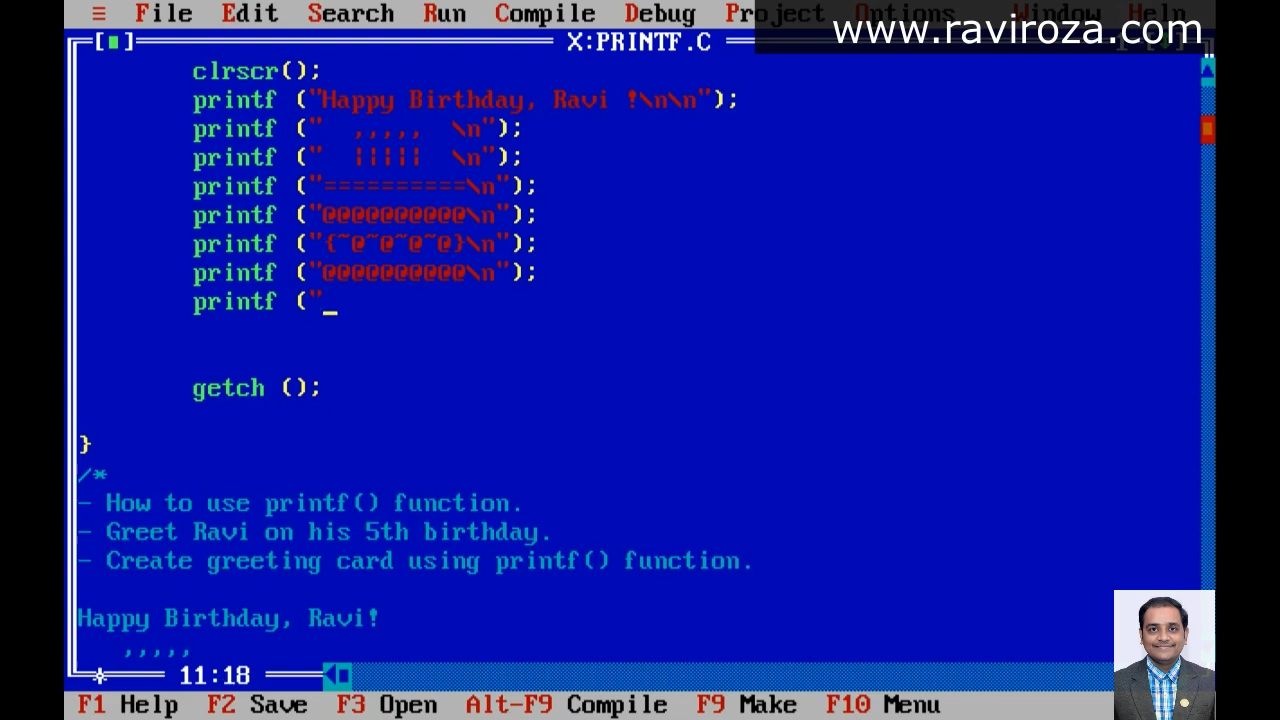 ≡ File Edit Search Run Compile Debug Project Options Window Help
www.raviroza.com
[■] X:PRINTF.C
clrscr();
printf ("Happy Birthday, Ravi !\n\n");
printf ("  ,,,,,  \n");
printf ("  |||||  \n");
printf ("==========\n");
printf ("@@@@@@@@@@\n");
printf ("{~@~@~@~@}\n");
printf ("@@@@@@@@@@\n");
printf ("_
getch ();
}
/*
- How to use printf() function.
- Greet Ravi on his 5th birthday.
- Create greeting card using printf() function.
Happy Birthday, Ravi!
,,,,,
11:18
F1 Help F2 Save F3 Open Alt-F9 Compile F9 Make F10 Menu